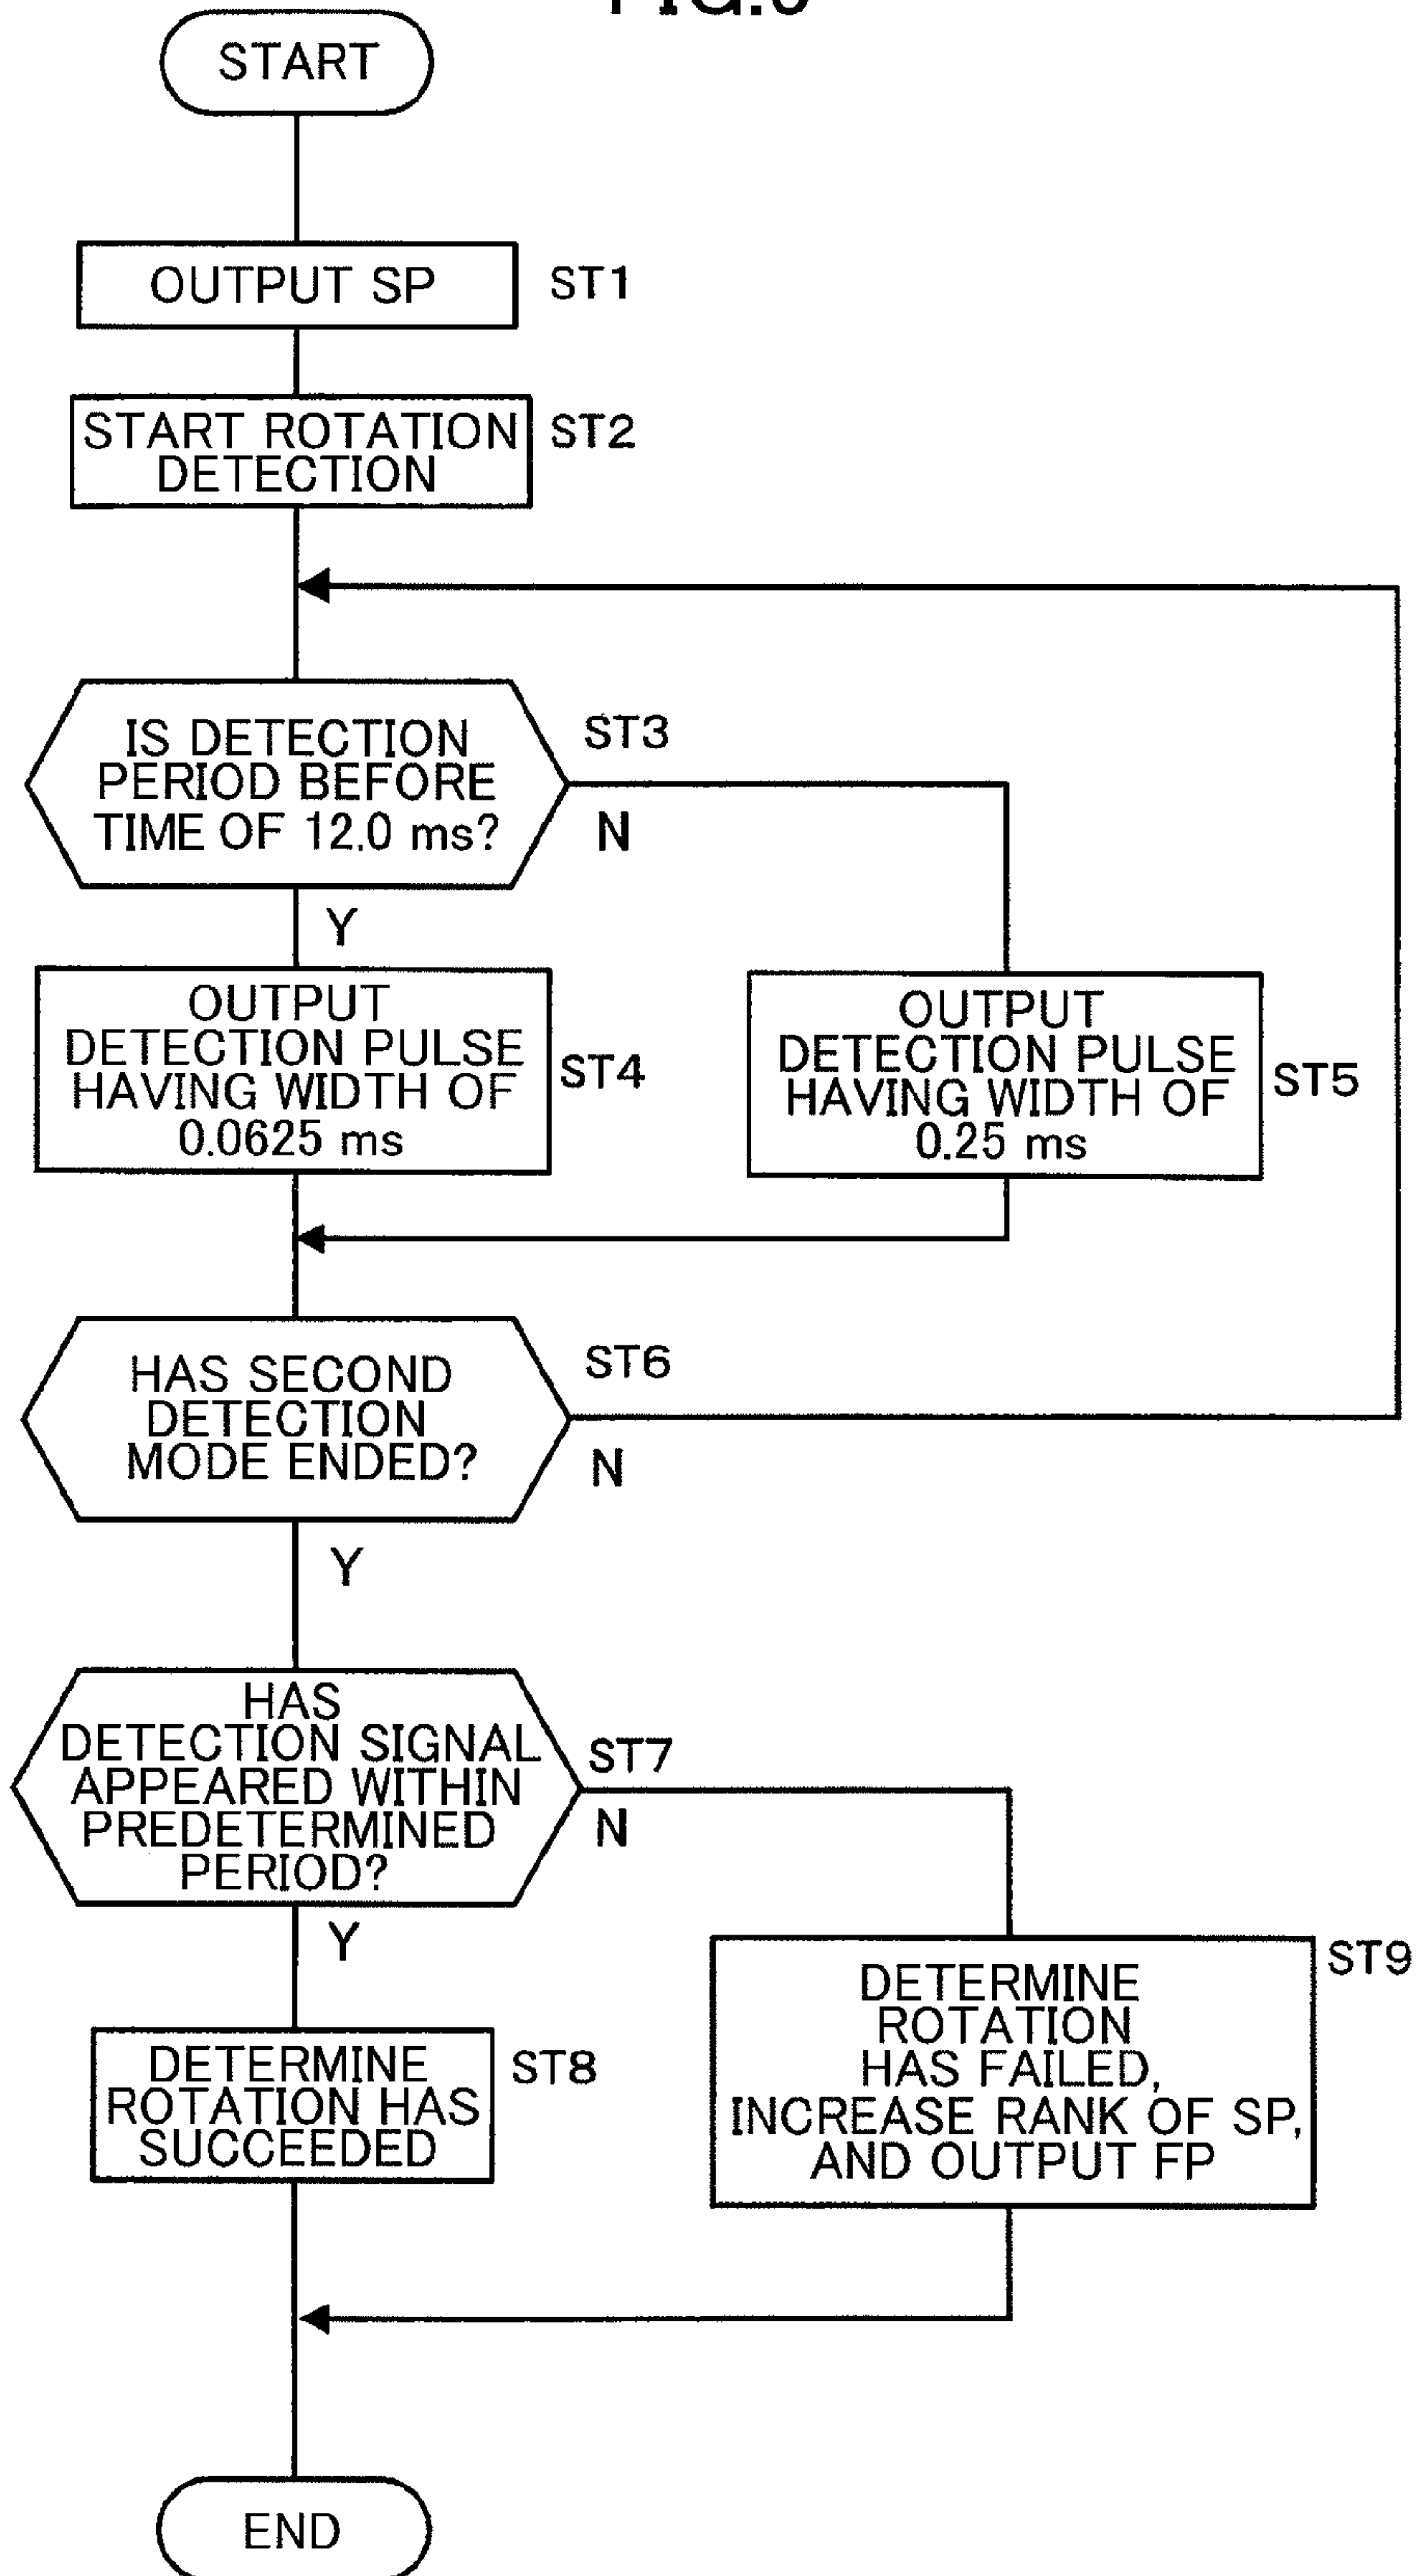 START
OUTPUT SP
ST1
START ROTATION
DETECTION
ST2
IS DETECTION
PERIOD BEFORE
TIME OF 12.0 ms?
ST3
N
Y
OUTPUT
DETECTION PULSE
HAVING WIDTH OF
0.0625 ms
ST4
OUTPUT
DETECTION PULSE
HAVING WIDTH OF
0.25 ms
ST5
HAS SECOND
DETECTION
MODE ENDED?
ST6
N
Y
HAS
DETECTION SIGNAL
APPEARED WITHIN
PREDETERMINED
PERIOD?
ST7
N
Y
DETERMINE
ROTATION HAS
SUCCEEDED
ST8
DETERMINE
ROTATION
HAS FAILED,
INCREASE RANK OF SP,
AND OUTPUT FP
ST9
END